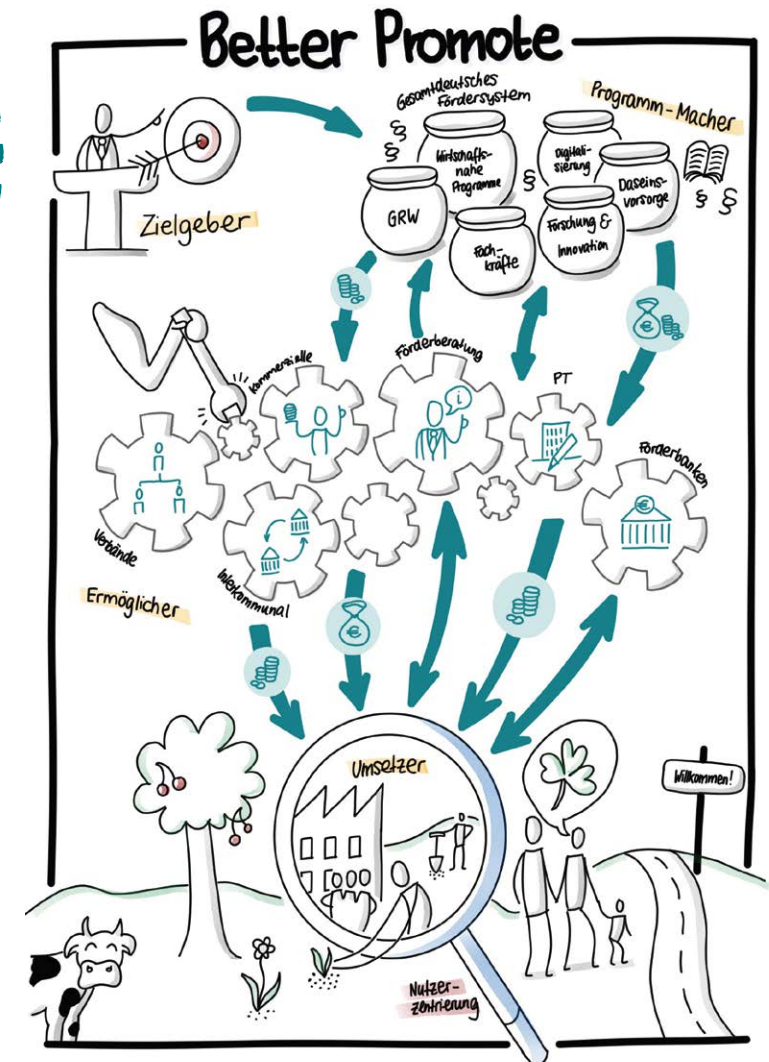 Better Promote
Gesamtdeutsches
Fördersystem
Programm-Macher
§
§
Wirtschafts-
nahe
Programme
§
Digitali-
sierung
Daseins-
vorsorge
§
§
GRW
Fach-
kräfte
Forschung &
Innovation
Zielgeber
€
Kommerzielle
Förderberatung
i
PT
Förderbanken
€
Verbände
Interkommunal
Ermöglicher
€
Umsetzer
Willkommen!
Nutzer-
zentrierung